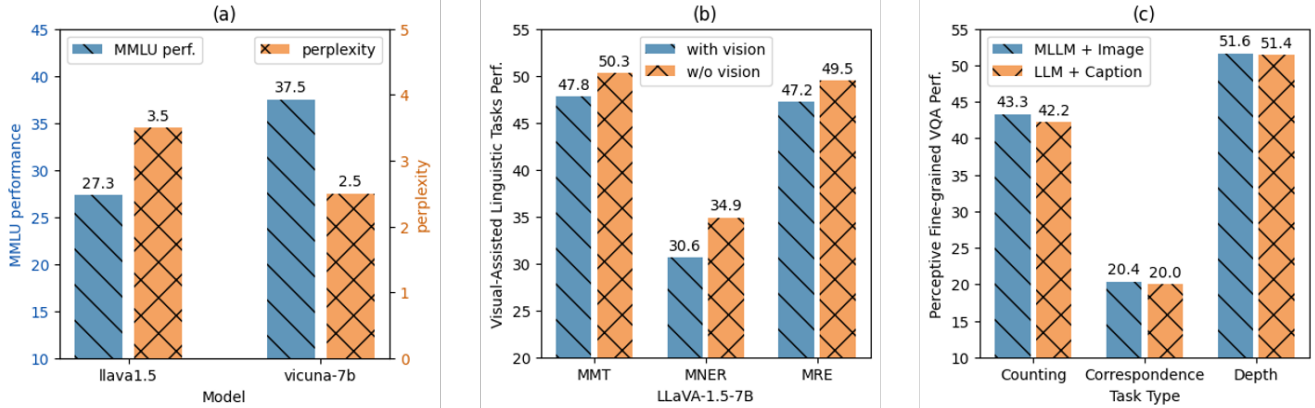 (a)
MMLU perf.
perplexity
45
40
35
30
25
20
15
10
MMLU performance
5
4
3
2
1
0
perplexity
27.3
3.5
37.5
2.5
llava1.5
vicuna-7b
Model
(b)
with vision
w/o vision
55
50
45
40
35
30
25
20
Visual-Assisted Linguistic Tasks Perf.
47.8
50.3
30.6
34.9
47.2
49.5
MMT
MNER
MRE
LLaVA-1.5-7B
(c)
MLLM + Image
LLM + Caption
55
50
45
40
35
30
25
20
15
10
Perceptive Fine-grained VQA Perf.
43.3
42.2
20.4
20.0
51.6
51.4
Counting
Correspondence
Depth
Task Type